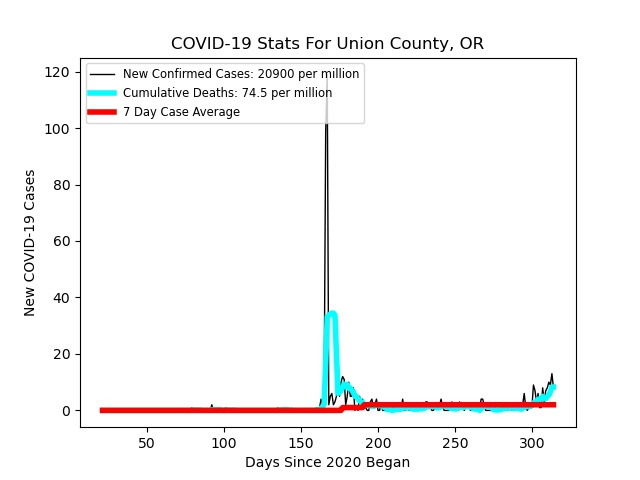 COVID-19 Stats For Union County, OR
New Confirmed Cases: 20900 per million
Cumulative Deaths: 74.5 per million
7 Day Case Average
120
100
80
60
40
20
0
New COVID-19 Cases
50 100 150 200 250 300
Days Since 2020 Began